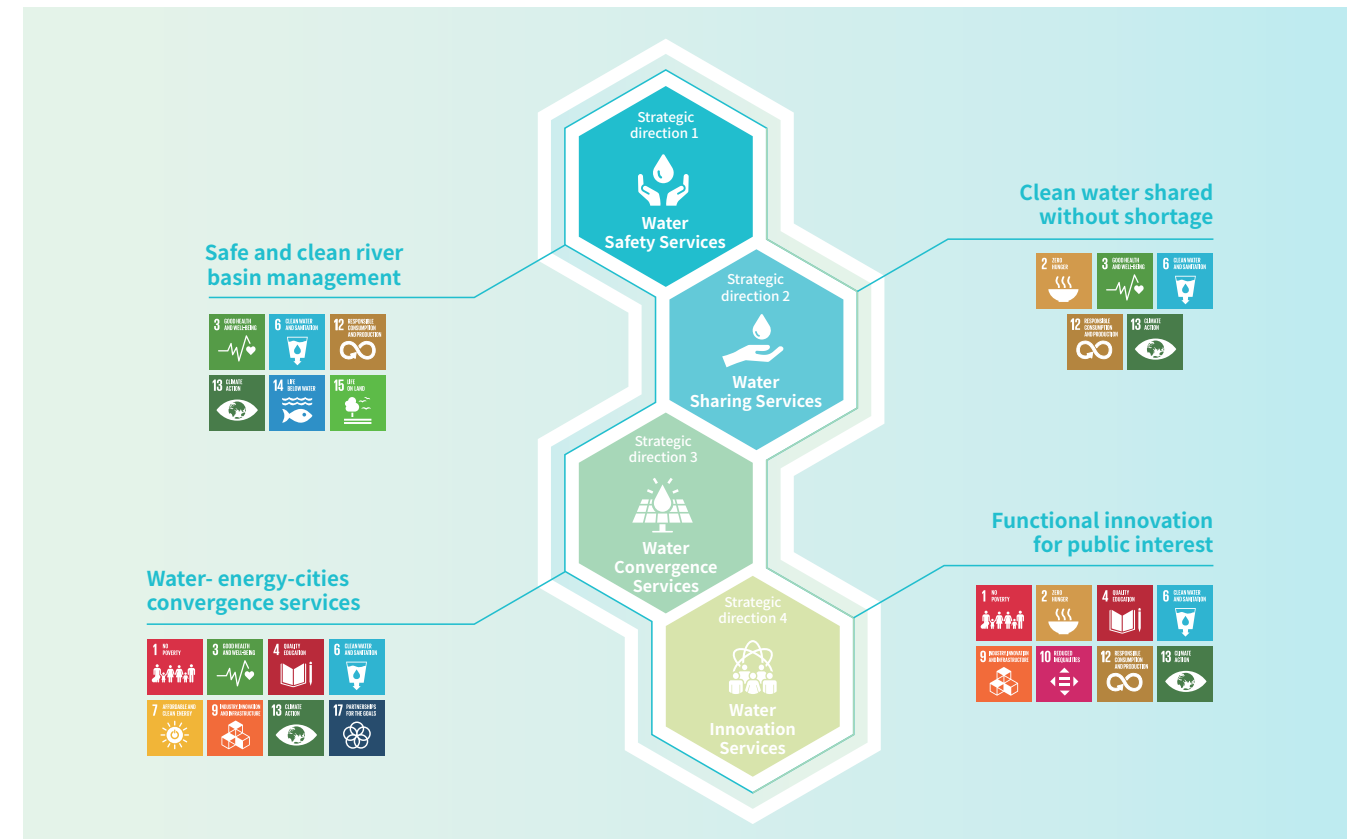 Strategic
direction 1
Water
Safety Services
Safe and clean river
basin management
3 GOOD HEALTH
AND WELL-BEING
6 CLEAN WATER
AND SANITATION
12 RESPONSIBLE
CONSUMPTION
AND PRODUCTION
13 CLIMATE
ACTION
14 LIFE
BELOW WATER
15 LIFE
ON LAND
Strategic
direction 2
Water
Sharing Services
Clean water shared
without shortage
2 ZERO
HUNGER
3 GOOD HEALTH
AND WELL-BEING
6 CLEAN WATER
AND SANITATION
12 RESPONSIBLE
CONSUMPTION
AND PRODUCTION
13 CLIMATE
ACTION
Strategic
direction 3
Water
Convergence
Services
Water- energy-cities
convergence services
1 NO
POVERTY
3 GOOD HEALTH
AND WELL-BEING
4 QUALITY
EDUCATION
6 CLEAN WATER
AND SANITATION
7 AFFORDABLE AND
CLEAN ENERGY
9 INDUSTRY, INNOVATION
AND INFRASTRUCTURE
13 CLIMATE
ACTION
17 PARTNERSHIPS
FOR THE GOALS
Strategic
direction 4
Water
Innovation
Services
Functional innovation
for public interest
1 NO
POVERTY
2 ZERO
HUNGER
4 QUALITY
EDUCATION
6 CLEAN WATER
AND SANITATION
9 INDUSTRY, INNOVATION
AND INFRASTRUCTURE
10 REDUCED
INEQUALITIES
12 RESPONSIBLE
CONSUMPTION
AND PRODUCTION
13 CLIMATE
ACTION